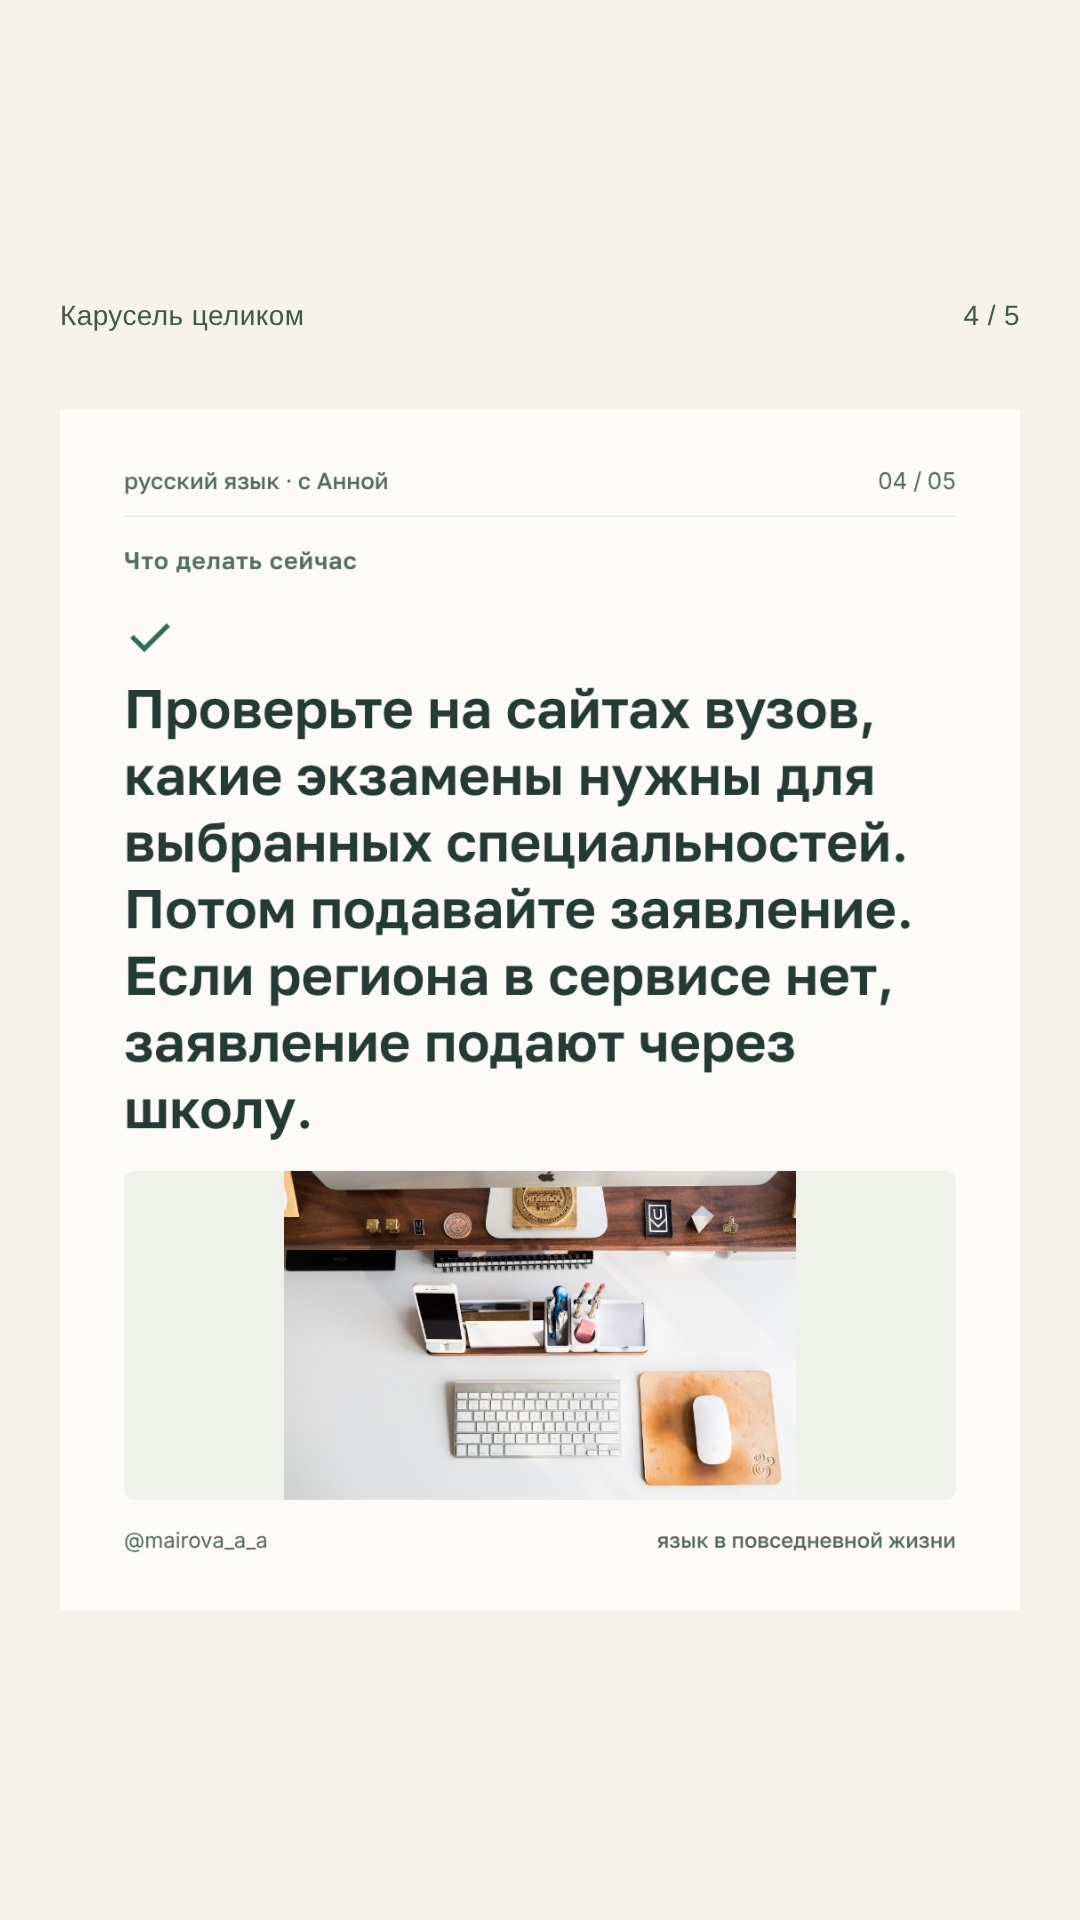 Карусель целиком
4 / 5
русский язык · с Анной
04 / 05
Что делать сейчас
Проверьте на сайтах вузов,
какие экзамены нужны для
выбранных специальностей.
Потом подавайте заявление.
Если региона в сервисе нет,
заявление подают через
школу.
@mairova_a_a
язык в повседневной жизни